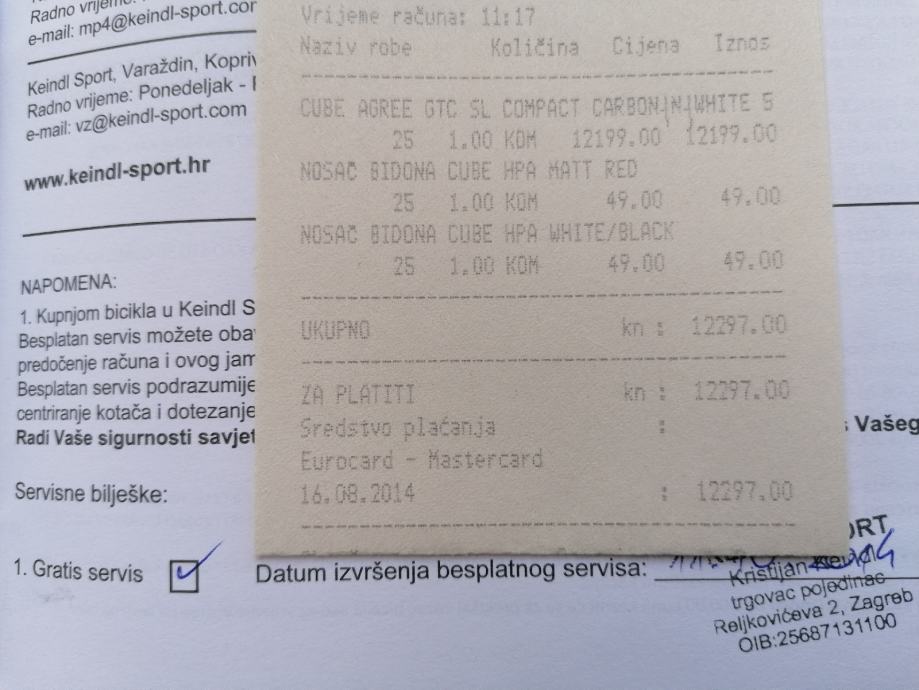 Radno vrijeme:
e-mail: mp4@keindl-sport.cor
Keindl Sport, Varaždin, Kopriv
Radno vrijeme: Ponedeljak -
e-mail: vz@keindl-sport.com
www.keindl-sport.hr
NAPOMENA:
1. Kupnjom bicikla u Keindl S
Besplatan servis možete oba
predočenje računa i ovog jam
Besplatan servis podrazumije
centriranje kotača i dotezanje
Radi Vaše sigurnosti savjet
Vašeg
Servisne bilješke:
1. Gratis servis
Datum izvršenja besplatnog servisa:
Vrijeme računa: 11:17
Naziv robe Količina Cijena Iznos
CUBE AGREE GTC SL COMPACT CARBON|N|WHITE 5
25 1.00 KOM 12199.00 12199.00
NOSAČ BIDONA CUBE HPA MATT RED
25 1.00 KOM 49.00 49.00
NOSAČ BIDONA CUBE HPA WHITE/BLACK
25 1.00 KOM 49.00 49.00
UKUPNO kn : 12297.00
ZA PLATITI kn : 12297.00
Sredstvo plaćanja :
Eurocard - Mastercard
16.08.2014 : 12297.00
ORT
Kristijan
trgovac pojedinac
Reljkovićeva 2, Zagreb
OIB:25687131100